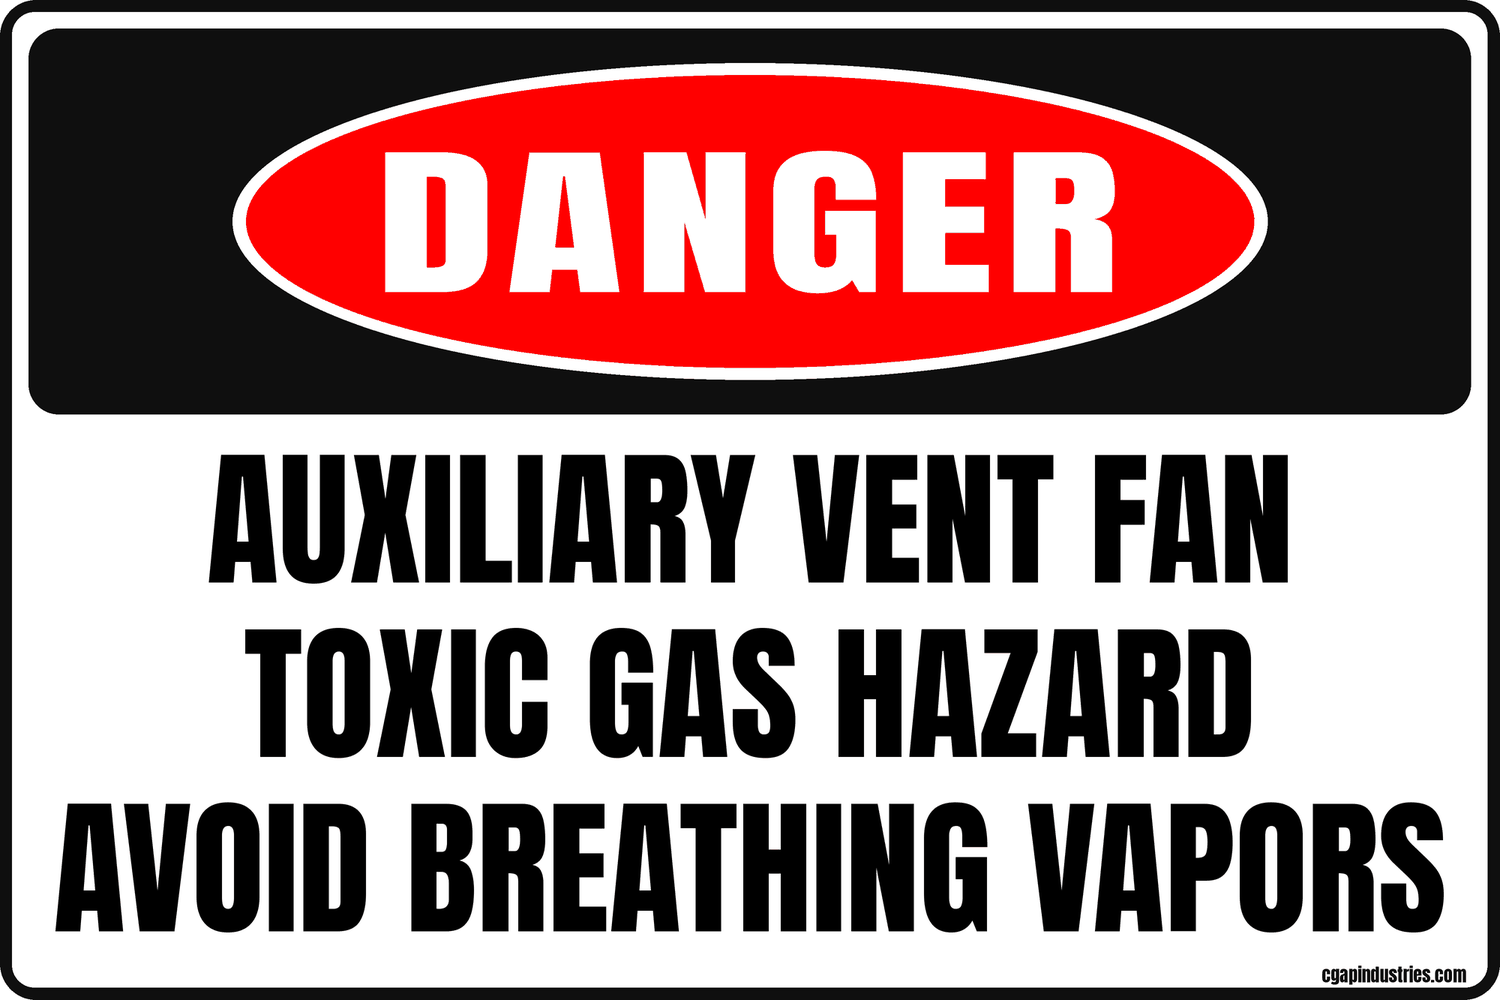 DANGER
AUXILIARY VENT FAN
TOXIC GAS HAZARD
AVOID BREATHING VAPORS
cgapindustries.com